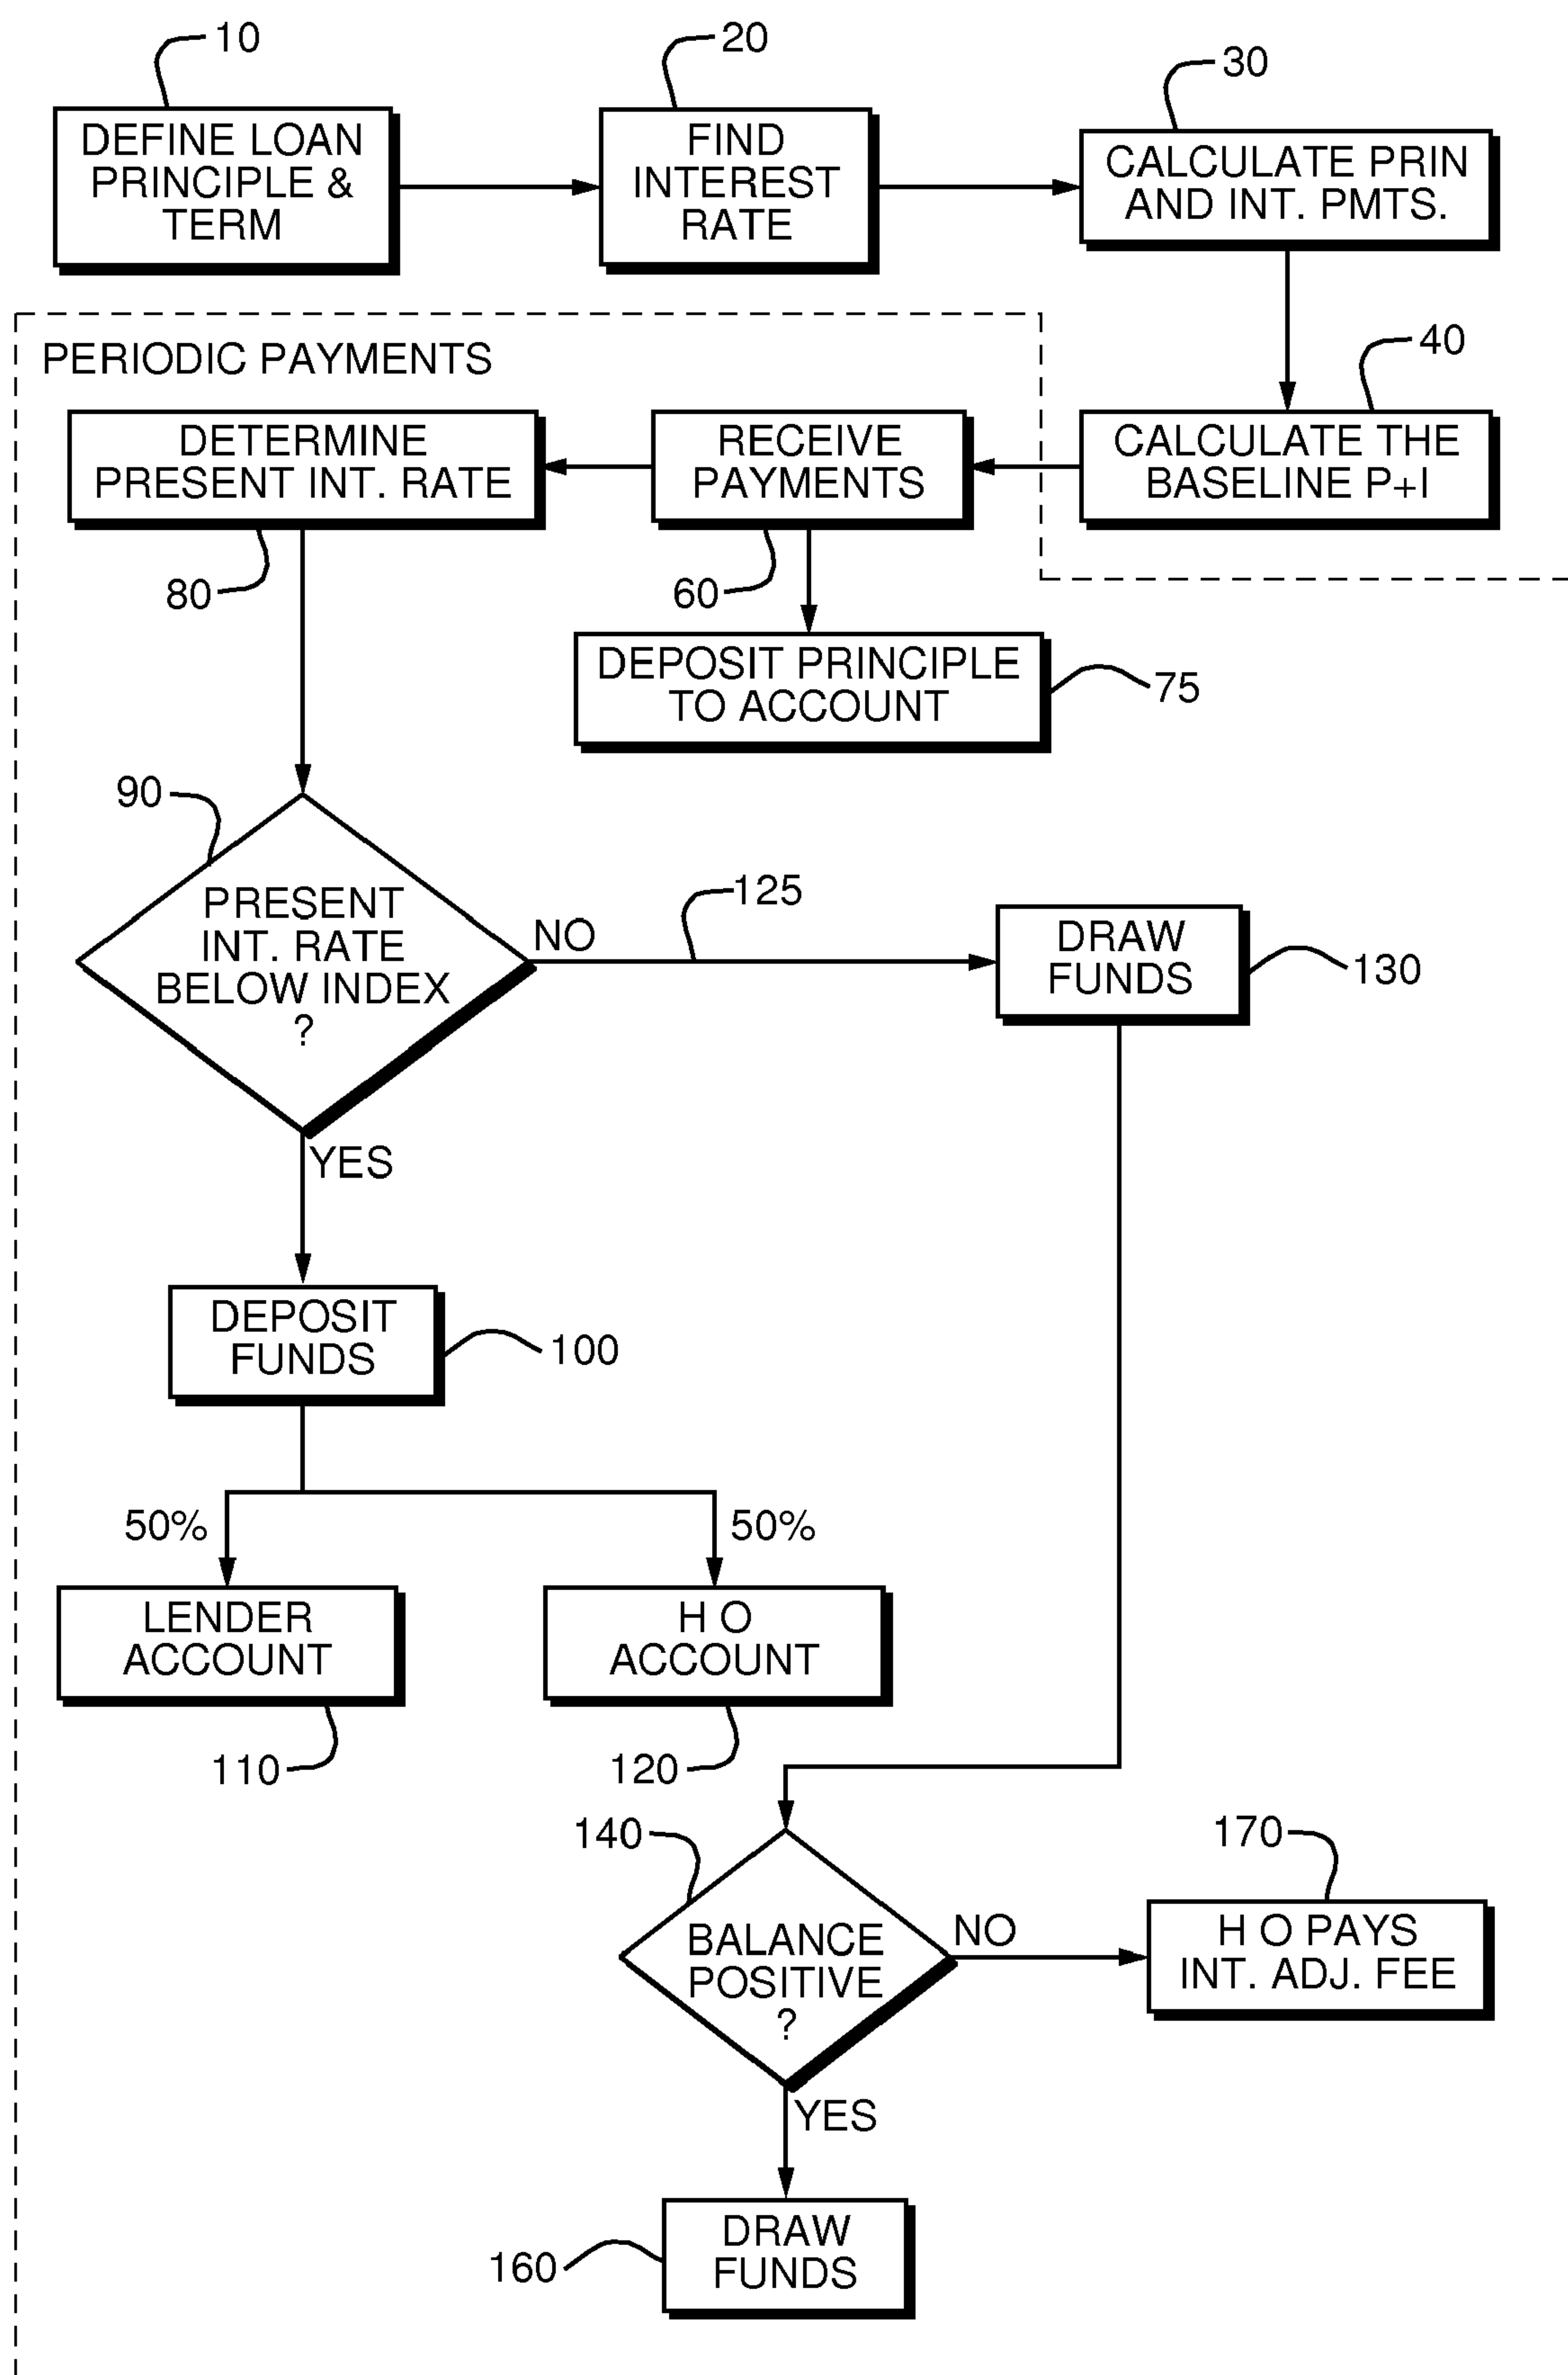 10
20
30
DEFINE LOAN
PRINCIPLE &
TERM
FIND
INTEREST
RATE
CALCULATE PRIN
AND INT. PMTS.
PERIODIC PAYMENTS
40
DETERMINE
PRESENT INT. RATE
RECEIVE
PAYMENTS
CALCULATE THE
BASELINE P+I
80
60
DEPOSIT PRINCIPLE
TO ACCOUNT
75
90
PRESENT
INT. RATE
BELOW INDEX
?
NO
125
DRAW
FUNDS
130
YES
DEPOSIT
FUNDS
100
50%
50%
LENDER
ACCOUNT
H O
ACCOUNT
110
120
140
170
BALANCE
POSITIVE
?
NO
H O PAYS
INT. ADJ. FEE
YES
160
DRAW
FUNDS